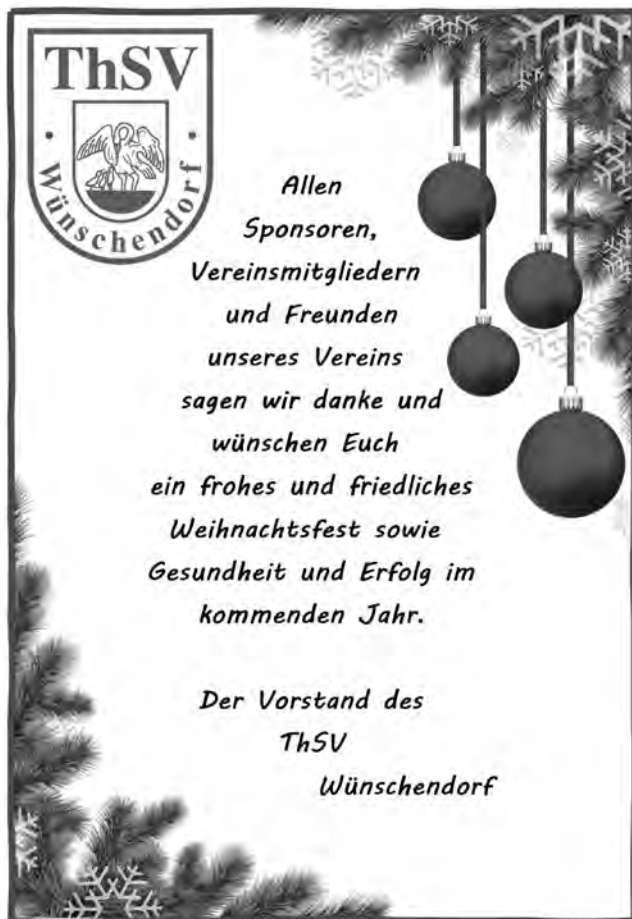 ThSV
Wünschendorf
Allen
Sponsoren,
Vereinsmitgliedern
und Freunden
unseres Vereins
sagen wir danke und
wünschen Euch
ein frohes und friedliches
Weihnachtsfest sowie
Gesundheit und Erfolg im
kommenden Jahr.
Der Vorstand des
ThSV
Wünschendorf